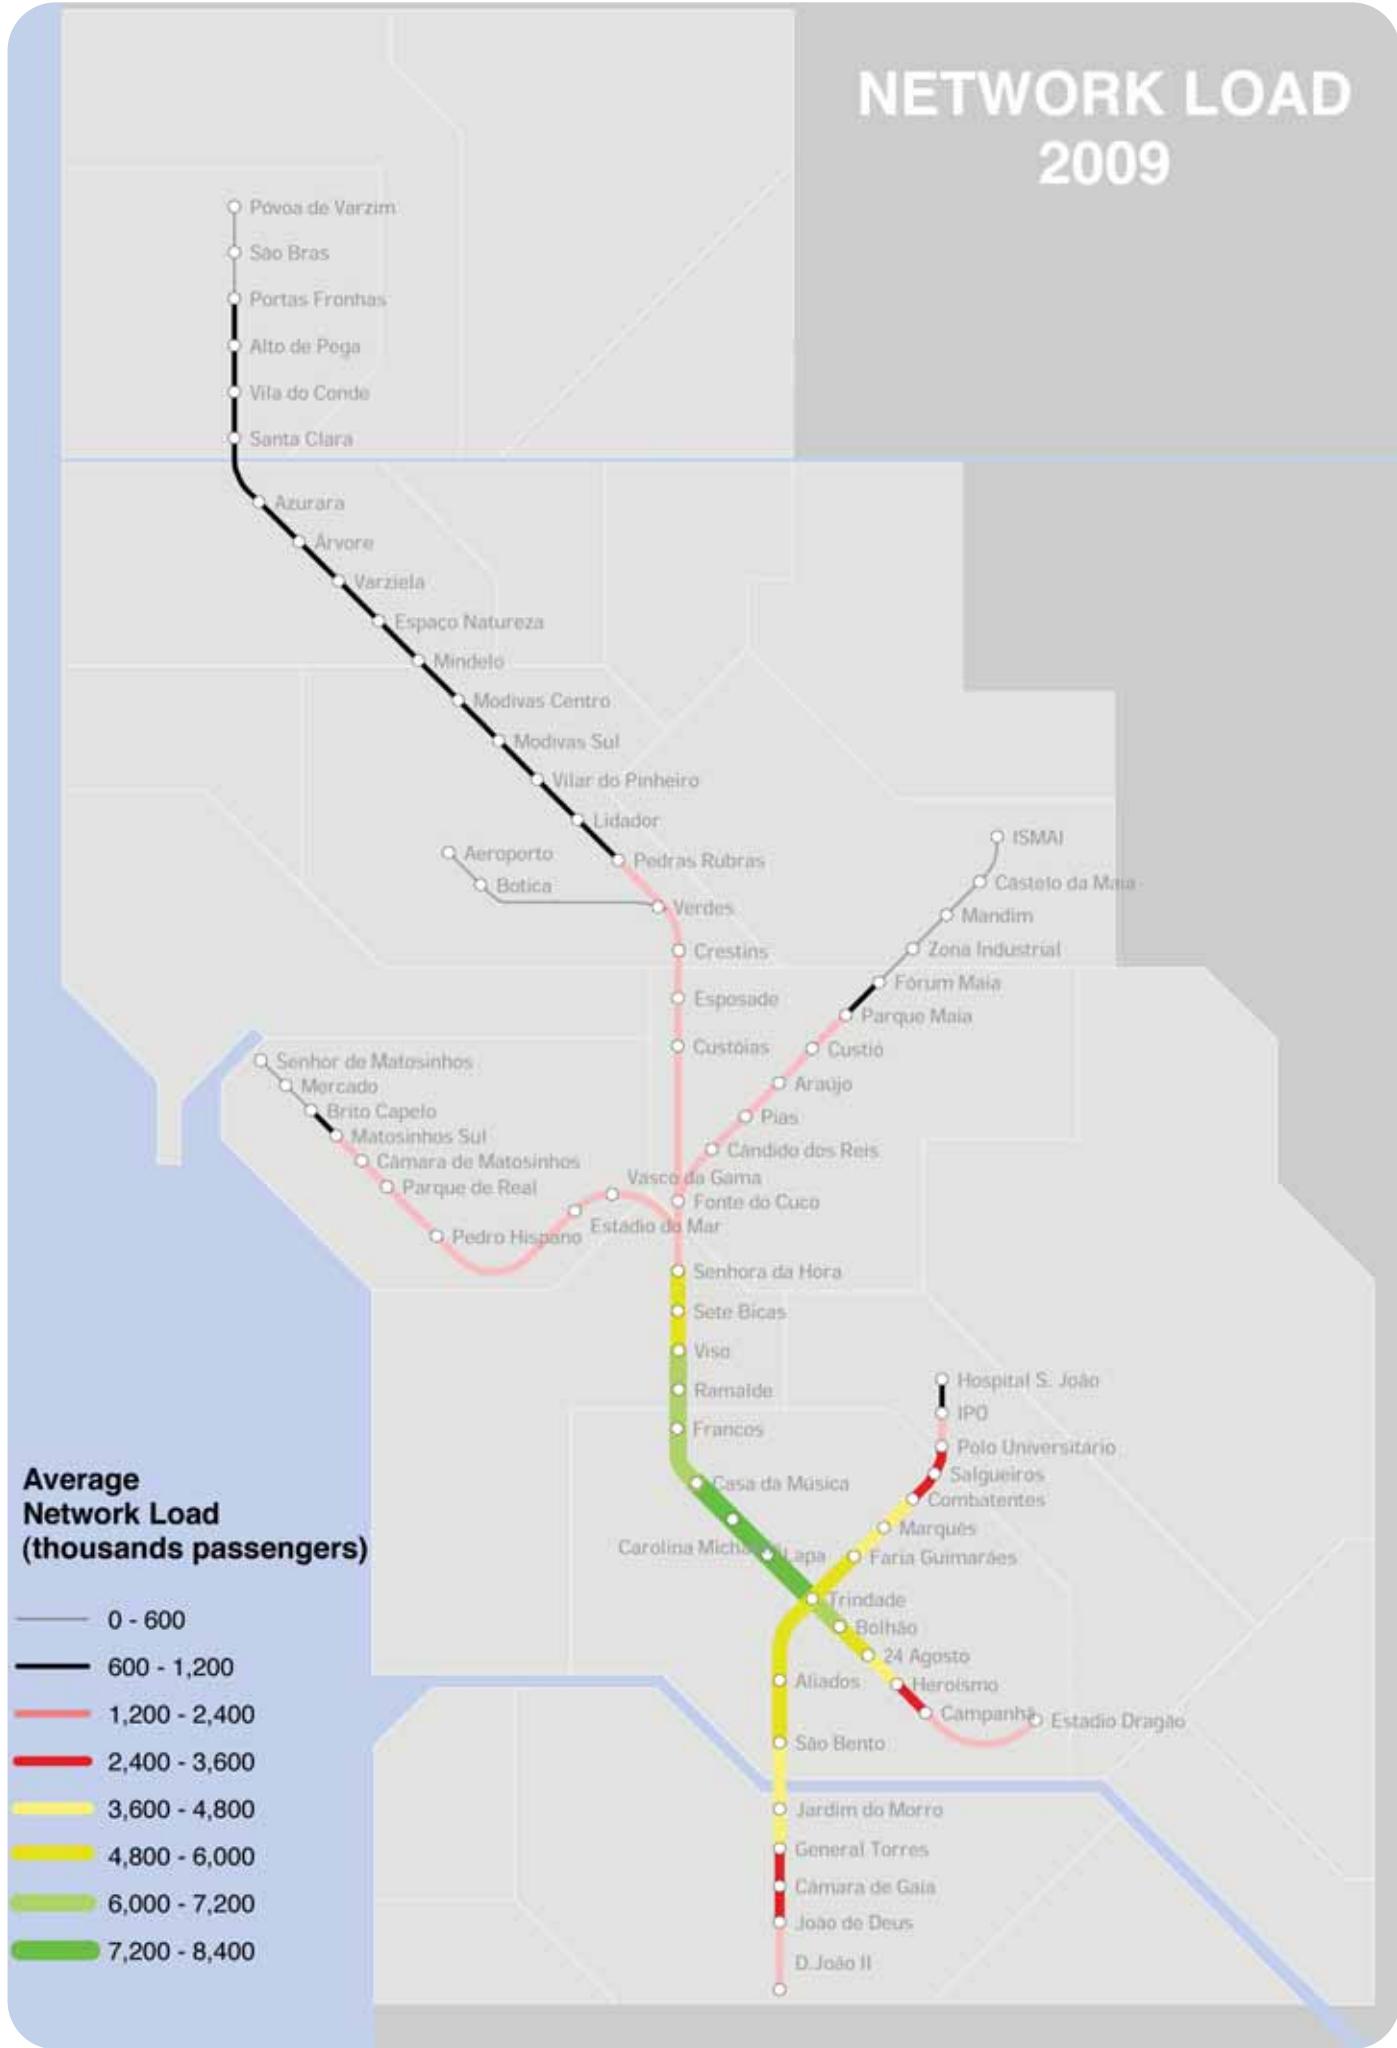 NETWORK LOAD
2009
Póvoa de Varzim
São Bras
Portas Fronhas
Alto de Pega
Vila do Conde
Santa Clara
Azurara
Árvore
Varziela
Espaço Natureza
Mindelo
Modivas Centro
Modivas Sul
Vilar do Pinheiro
Lidador
Pedras Rubras
Aeroporto
Botica
Verdes
Crestins
Esposade
Custóias
ISMAI
Castelo da Maia
Mandim
Zona Industrial
Fórum Maia
Parque Maia
Custió
Araújo
Pias
Cândido dos Reis
Senhor de Matosinhos
Mercado
Brito Capelo
Matosinhos Sul
Câmara de Matosinhos
Parque de Real
Pedro Hispano
Estádio do Mar
Vasco da Gama
Fonte do Cuco
Senhora da Hora
Sete Bicas
Viso
Ramalde
Francos
Casa da Música
Carolina
Lapa
Hospital S. João
IPO
Polo Universitário
Salgueiros
Combatentes
Marquês
Faria Guimarães
Trindade
Bolhão
24 Agosto
Heroísmo
Campanhã
Estadio Dragão
Aliados
São Bento
Jardim do Morro
General Torres
Câmara de Gaia
João de Deus
D.João II
Average
Network Load
(thousands passengers)
0 - 600
600 - 1,200
1,200 - 2,400
2,400 - 3,600
3,600 - 4,800
4,800 - 6,000
6,000 - 7,200
7,200 - 8,400